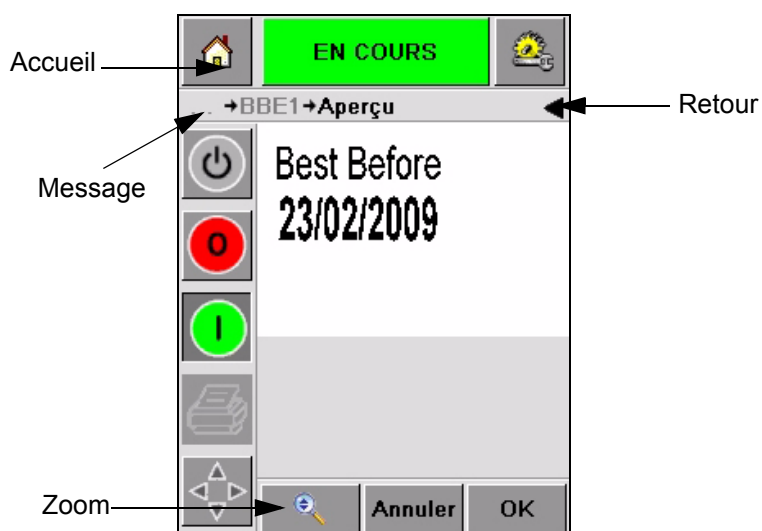 EN COURS
Accueil
... →BBE1→Aperçu
Retour
Message
Best Before
23/02/2009
O
I
Zoom
Annuler
OK